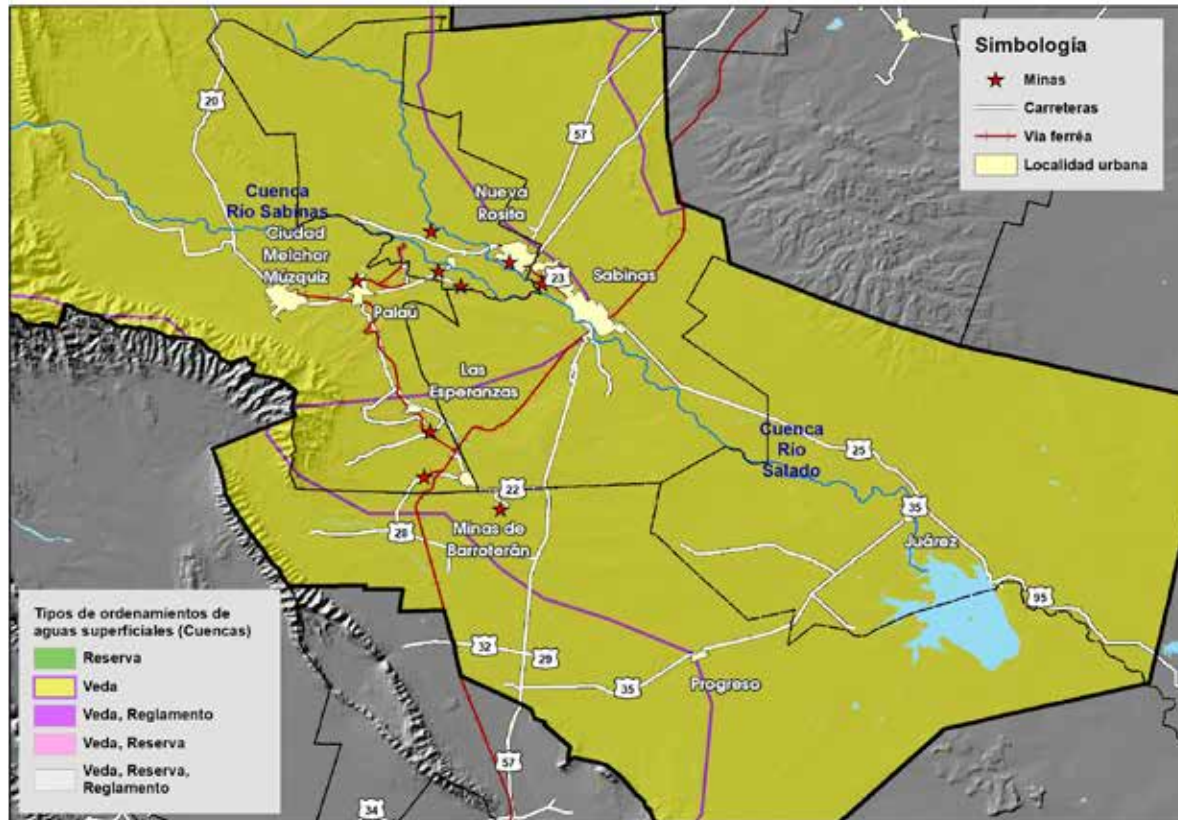 Simbología
Minas
Carreteras
Vía ferréa
Localidad urbana
20
57
Cuenca
Río Sabinas
Nueva
Rosita
Ciudad
Melchor
Múzquiz
23
Sabinas
Palaú
Las
Esperanzas
Cuenca
Río
Salado
25
22
35
28
Minas de
Barroterán
Juárez
95
32
29
35
Progreso
57
34
Tipos de ordenamientos de
aguas superficiales (Cuencas)
Reserva
Veda
Veda, Reglamento
Veda, Reserva
Veda, Reserva,
Reglamento